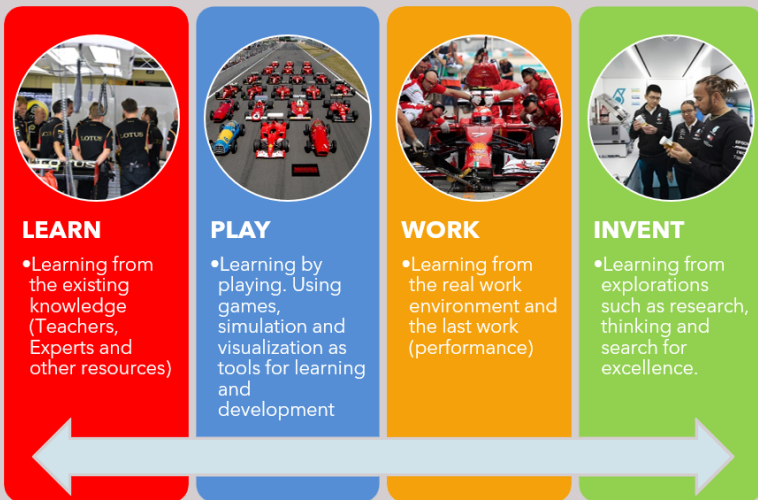 LOTUS
LOTUS
LOTUS
LEARN
•Learning from
the existing
knowledge
(Teachers,
Experts and
other resources)
PLAY
•Learning by
playing. Using
games,
simulation and
visualization as
tools for learning
and
development
WORK
•Learning from
the real work
environment and
the last work
(performance)
INVENT
•Learning from
explorations
such as research,
thinking and
search for
excellence.